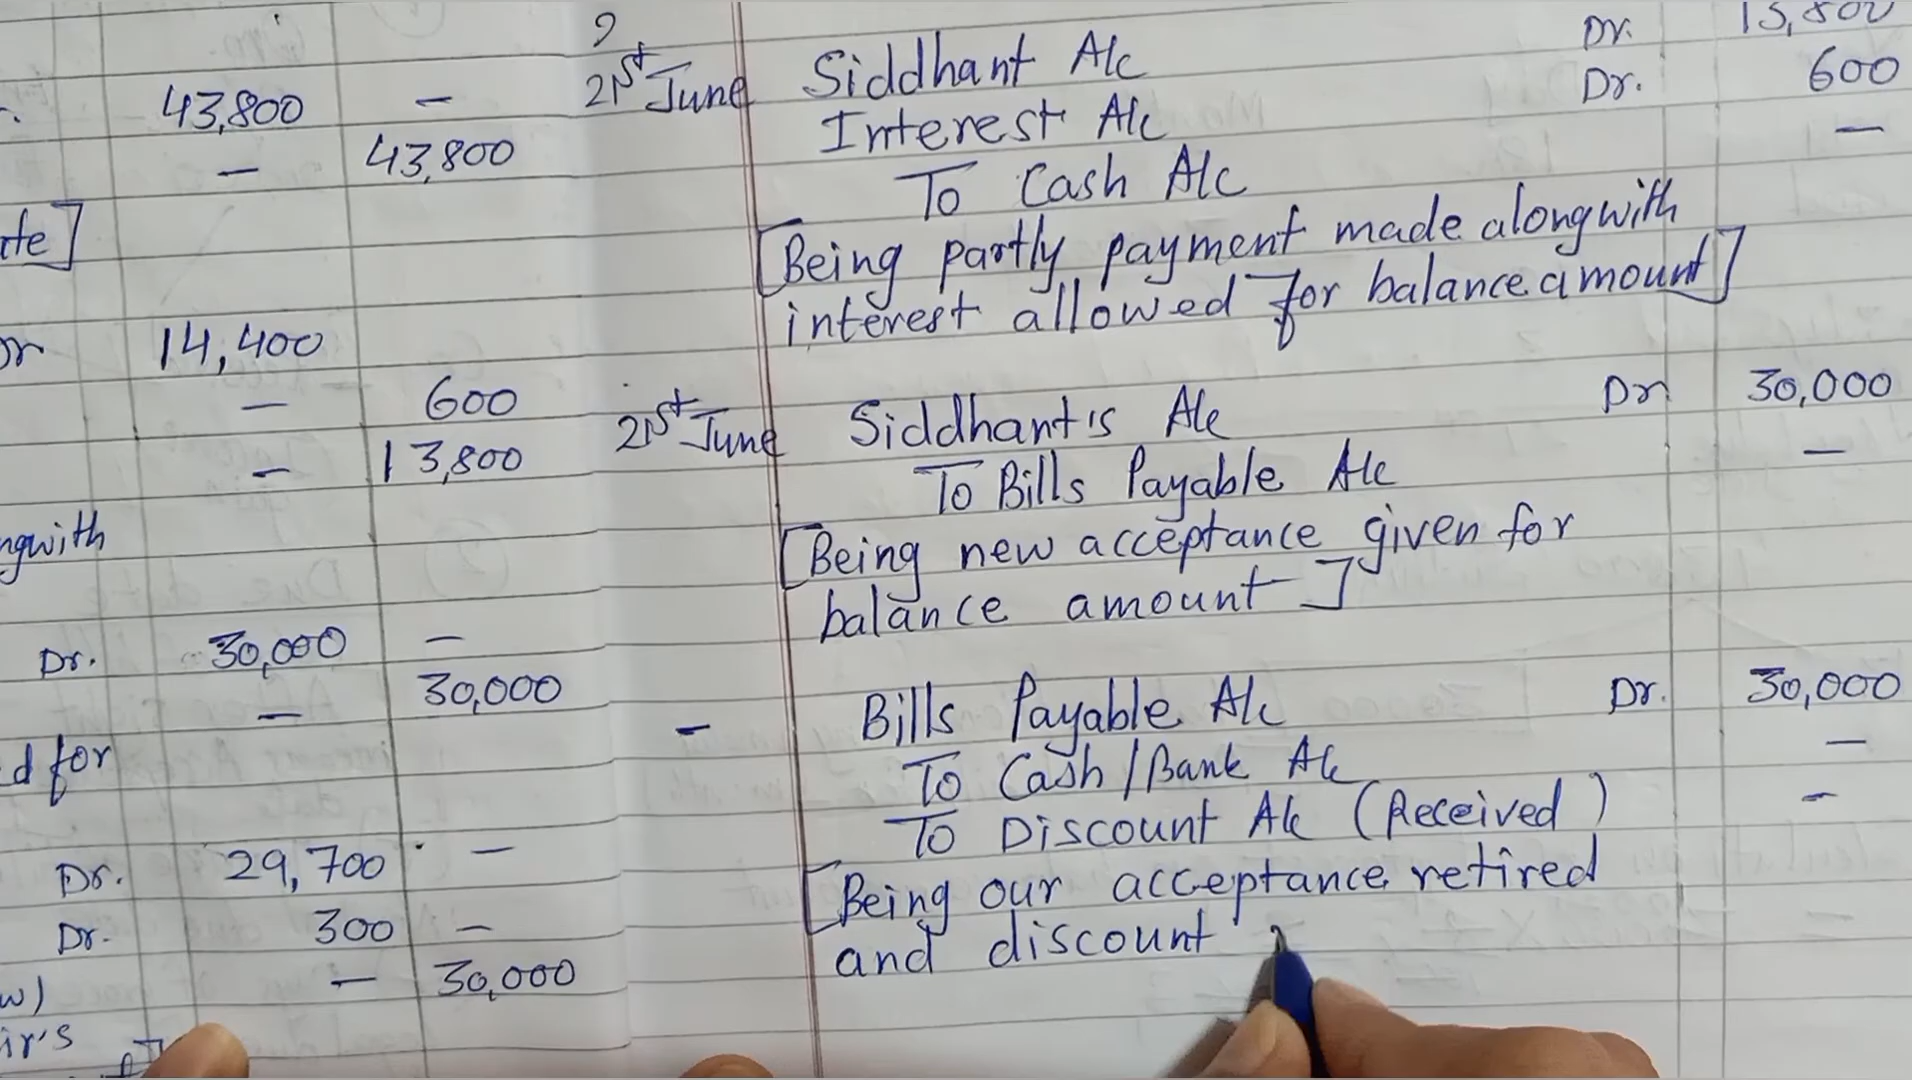 43,800 –
– 43,800
te]
14,400
– 600
– 13,800
ngwith
Dr. 30,000 –
– 30,000
d for
Dr. 29,700 –
Dr. 300 –
– 30,000
w)
ir's
21st June Siddhant A/c Dr.
Interest A/c Dr. 600
To Cash A/c –
[Being partly payment made alongwith
interest allowed for balance amount]
21st June Siddhant's A/c Dr 30,000
To Bills Payable A/c –
[Being new acceptance given for
balance amount]
– Bills Payable A/c Dr. 30,000
To Cash/Bank A/c –
To Discount A/c (Received) –
[Being our acceptance retired
and discount